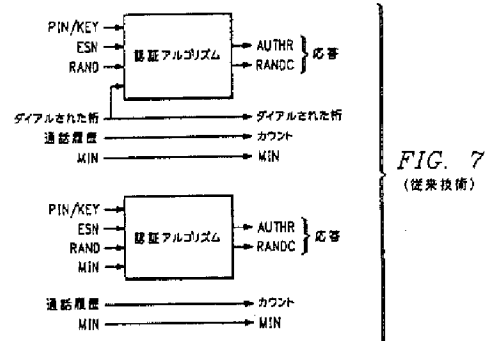 PIN/KEY
ESN
RAND
認証アルゴリズム
AUTHR
RANDC
応答
ダイアルされた桁
ダイアルされた桁
通話履歴
カウント
MIN
MIN
FIG. 7
(従来技術)
PIN/KEY
ESN
RAND
MIN
認証アルゴリズム
AUTHR
RANDC
応答
通話履歴
カウント
MIN
MIN